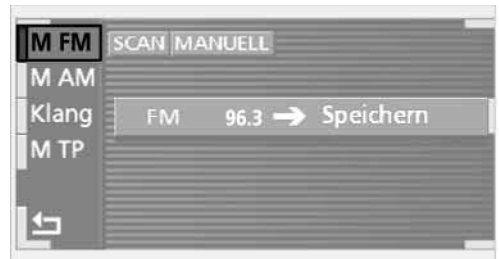 M FM SCAN MANUELL
M AM
Klang FM 96.3 → Speichern
M TP